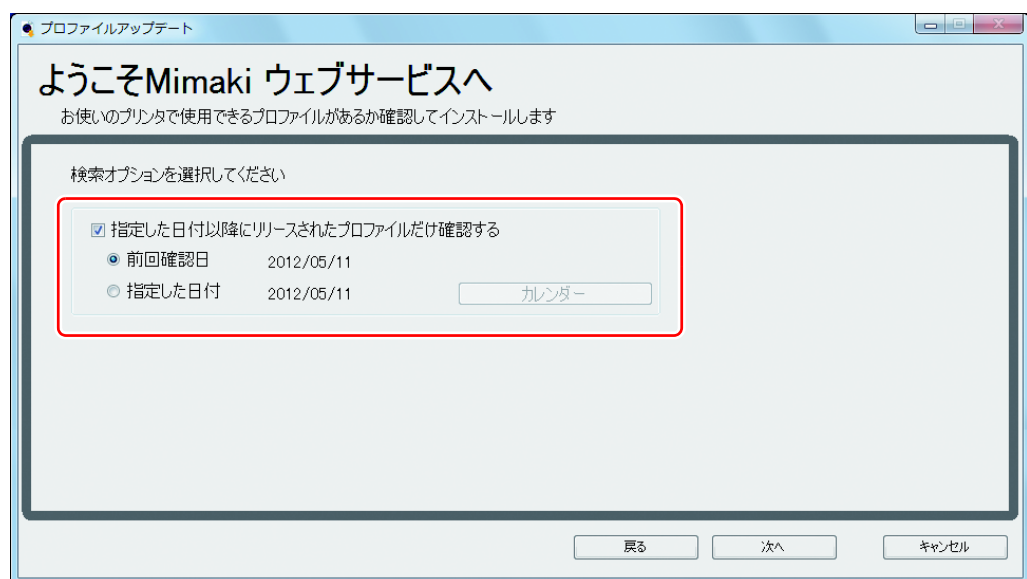 プロファイルアップデート
ようこそMimaki ウェブサービスへ
お使いのプリンタで使用できるプロファイルがあるか確認してインストールします
検索オプションを選択してください
指定した日付以降にリリースされたプロファイルだけ確認する
前回確認日 2012/05/11
指定した日付 2012/05/11 カレンダー
戻る 次へ キャンセル